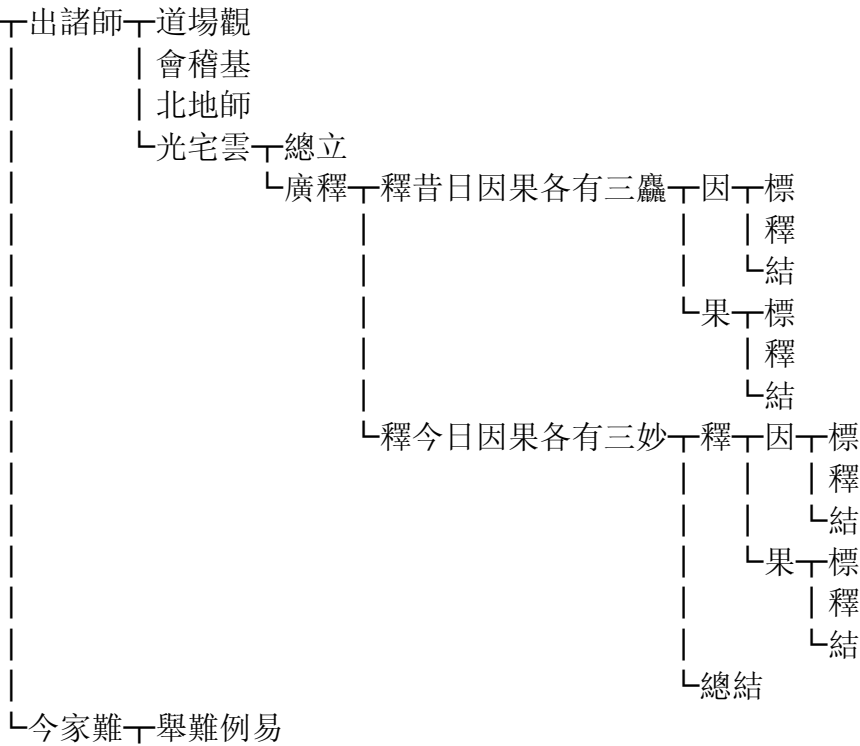 出諸師 道場觀
會稽基
北地師
光宅雲 總立
廣釋 釋昔日因果各有三麤 因 標
釋
結
果 標
釋
結
釋今日因果各有三妙 釋 因 標
釋
結
果 標
釋
結
總結
今家難 舉難例易